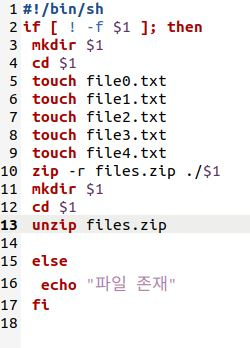 1 #!/bin/sh
2 if [ ! -f $1 ]; then
3 mkdir $1
4 cd $1
5 touch file0.txt
6 touch file1.txt
7 touch file2.txt
8 touch file3.txt
9 touch file4.txt
10 zip -r files.zip ./$1
11 mkdir $1
12 cd $1
13 unzip files.zip
14
15 else
16 echo "파일 존재"
17 fi
18